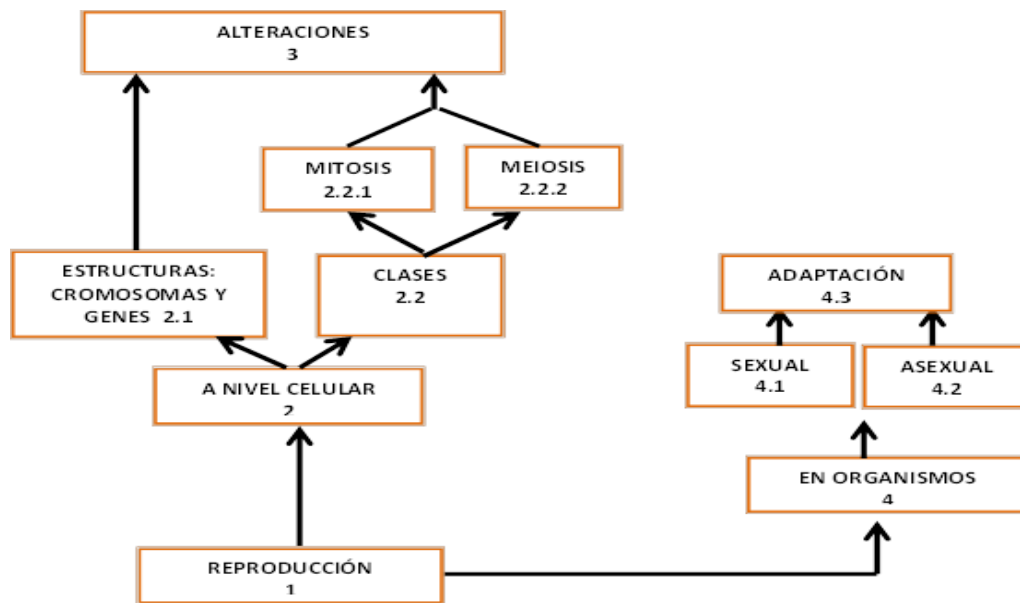 ALTERACIONES
3
MITOSIS
2.2.1
MEIOSIS
2.2.2
ESTRUCTURAS:
CROMOSOMAS Y
GENES 2.1
CLASES
2.2
ADAPTACIÓN
4.3
SEXUAL
4.1
ASEXUAL
4.2
A NIVEL CELULAR
2
EN ORGANISMOS
4
REPRODUCCIÓN
1